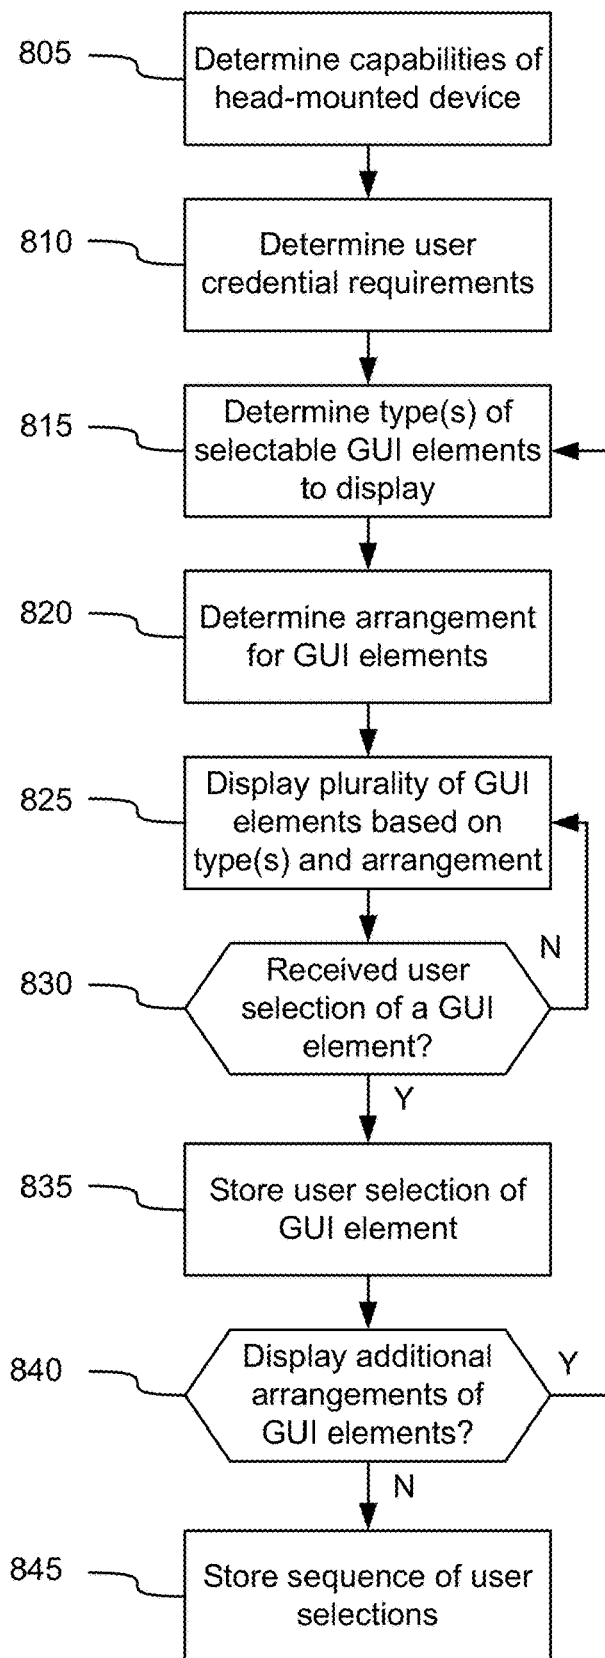 805
Determine capabilities of
head-mounted device
810
Determine user
credential requirements
815
Determine type(s) of
selectable GUI elements
to display
820
Determine arrangement
for GUI elements
825
Display plurality of GUI
elements based on
type(s) and arrangement
N
830
Received user
selection of a GUI
element?
Y
835
Store user selection of
GUI element
840
Display additional
arrangements of
GUI elements?
Y
N
845
Store sequence of user
selections